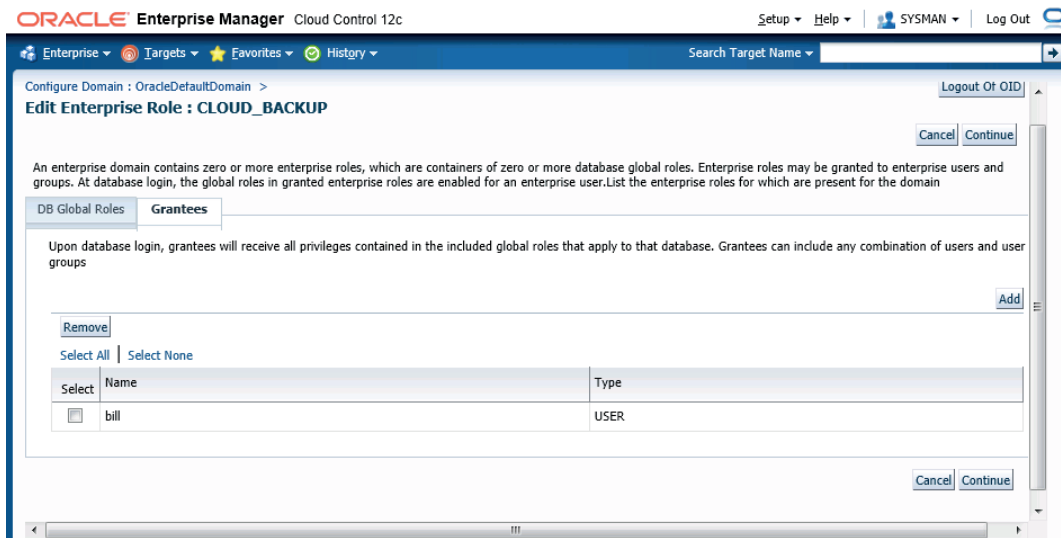 ORACLE Enterprise Manager Cloud Control 12c
Setup Help SYSMAN Log Out
Enterprise Targets Favorites History Search Target Name
Configure Domain : OracleDefaultDomain >
Logout Of OID
Edit Enterprise Role : CLOUD_BACKUP
Cancel Continue
An enterprise domain contains zero or more enterprise roles, which are containers of zero or more database global roles. Enterprise roles may be granted to enterprise users and
groups. At database login, the global roles in granted enterprise roles are enabled for an enterprise user.List the enterprise roles for which are present for the domain
DB Global Roles Grantees
Upon database login, grantees will receive all privileges contained in the included global roles that apply to that database. Grantees can include any combination of users and user
groups
Add
Remove
Select All | Select None
Select Name Type
bill USER
Cancel Continue